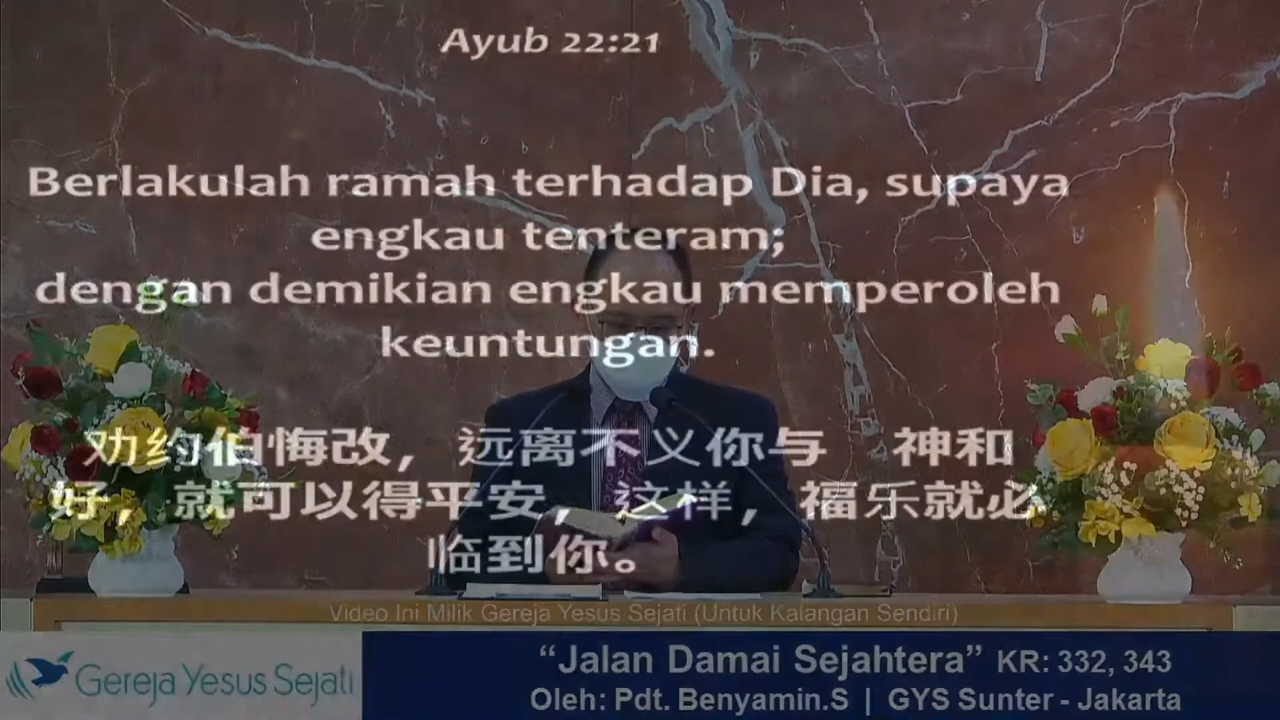 Ayub 22:21
Berlakulah ramah terhadap Dia, supaya
engkau tenteram;
dengan demikian engkau memperoleh
keuntungan.
劝约伯悔改，远离不义你与 神和
好，就可以得平安，这样，福乐就必
临到你。
Video Ini Milik Gereja Yesus Sejati (Untuk Kalangan Sendiri)
Gereja Yesus Sejati
“Jalan Damai Sejahtera” KR: 332, 343
Oleh: Pdt. Benyamin.S | GYS Sunter - Jakarta